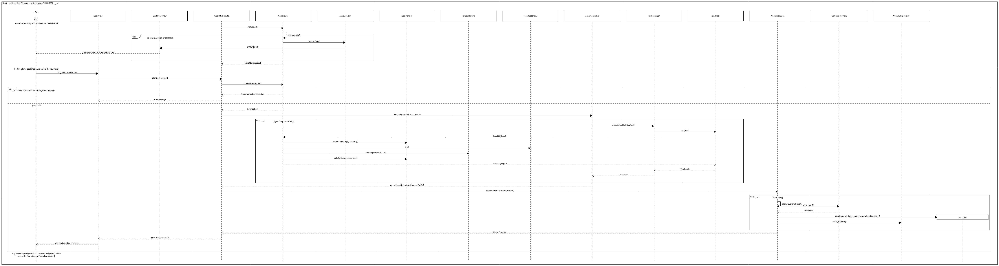 SD06 — Savings Goal Planning and Replanning (UC08, F09)
User
GoalsView
DashboardView
WealthSelFacade
GoalService
AlertMonitor
GoalPlanner
ForecastEngine
PlanRepository
AgentController
ToolManager
GoalTool
ProposalService
CommandFactory
ProposalRepository
Part A - after every import, goals are re-evaluated
evaluateAll()
evaluate(goal)
opt
[a goal is AT_RISK or BEHIND]
publish(alert)
onAlert(alert)
goal-at-risk alert with a Replan button
List of SavingsGoal
Part B - plan a goal (Replan re-enters the flow here)
fill goal form, click Plan
planGoal(request)
createGoal(request)
alt
[deadline in the past or target not positive]
throw ValidationException
error message
[goal valid]
SavingsGoal
handle(AgentTask GOAL_PLAN)
loop
[agent loop (see SD05)]
execute(toolCall GoalTool)
run(args)
feasibility(goal)
requiredMonthly(goal, today)
find()
monthlySurplus(inputs)
buildOptions(goal, surplus)
FeasibilityReport
ToolResult
ToolResult
AgentResult (plan text, ProposalDrafts)
createFromDrafts(drafts, traceId)
loop
[each draft]
passesGuardrails(draft)
create(draft)
Command
new Proposal(draft, command, new PendingState())
Proposal
save(proposal)
List of Proposal
goal, plan, proposals
plan and pending proposals
Replan: onReplan(goalId) calls replanGoal(goalId) which
enters the flow at AgentController.handle()